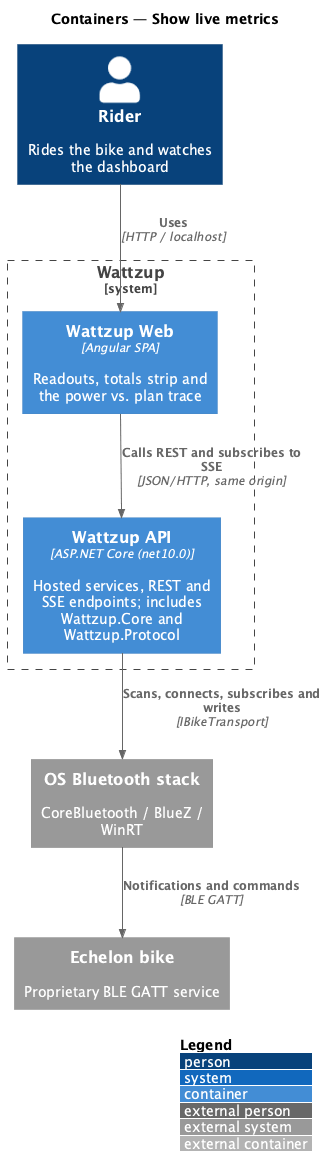 Containers — Show live metrics
Rider
Rides the bike and watches
the dashboard
Uses
[HTTP / localhost]
Wattzup
[system]
Wattzup Web
[Angular SPA]
Readouts, totals strip and
the power vs. plan trace
Calls REST and subscribes to
SSE
[JSON/HTTP, same origin]
Wattzup API
[ASP.NET Core (net10.0)]
Hosted services, REST and
SSE endpoints; includes
Wattzup.Core and
Wattzup.Protocol
Scans, connects, subscribes and
writes
[IBikeTransport]
OS Bluetooth stack
CoreBluetooth / BlueZ /
WinRT
Notifications and commands
[BLE GATT]
Echelon bike
Proprietary BLE GATT service
Legend
person
system
container
external person
external system
external container